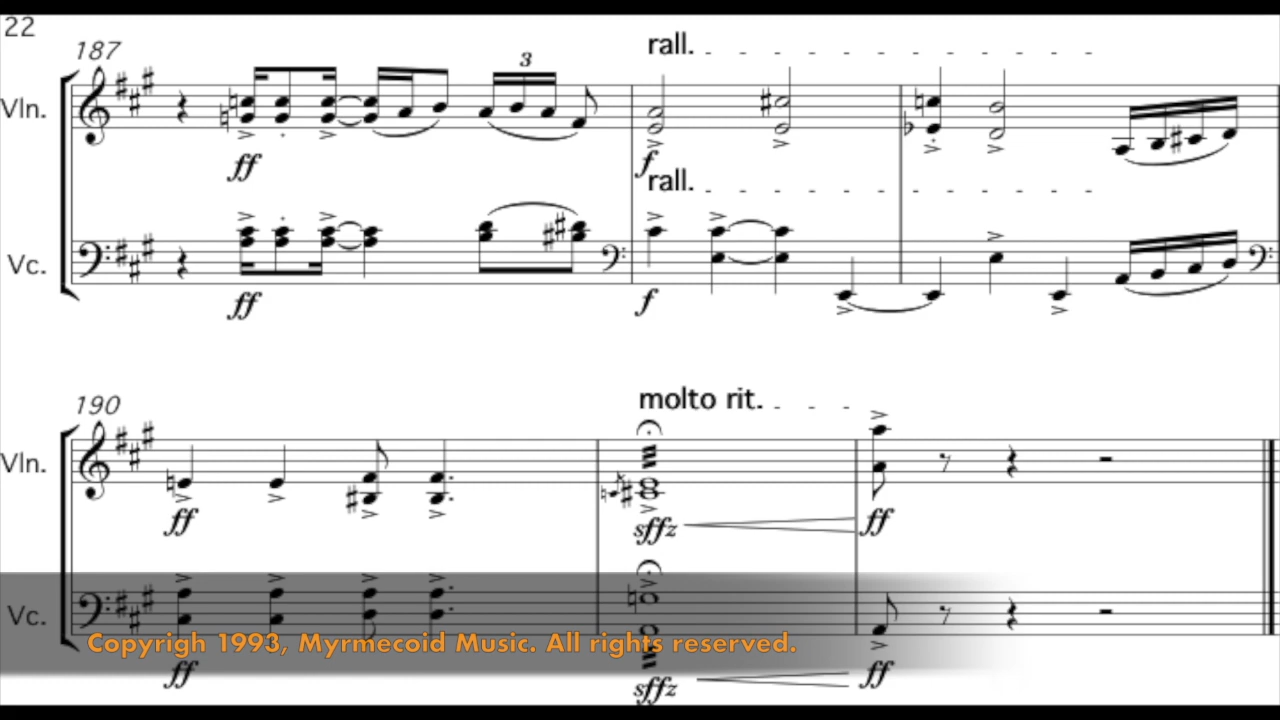 22
187
rall.
3
Vln.
ff
f
rall.
Vc.
ff
f
190
molto rit.
Vln.
ff
sffz
ff
Vc.
Copyrigh 1993, Myrmecoid Music. All rights reserved.
ff
sffz
ff